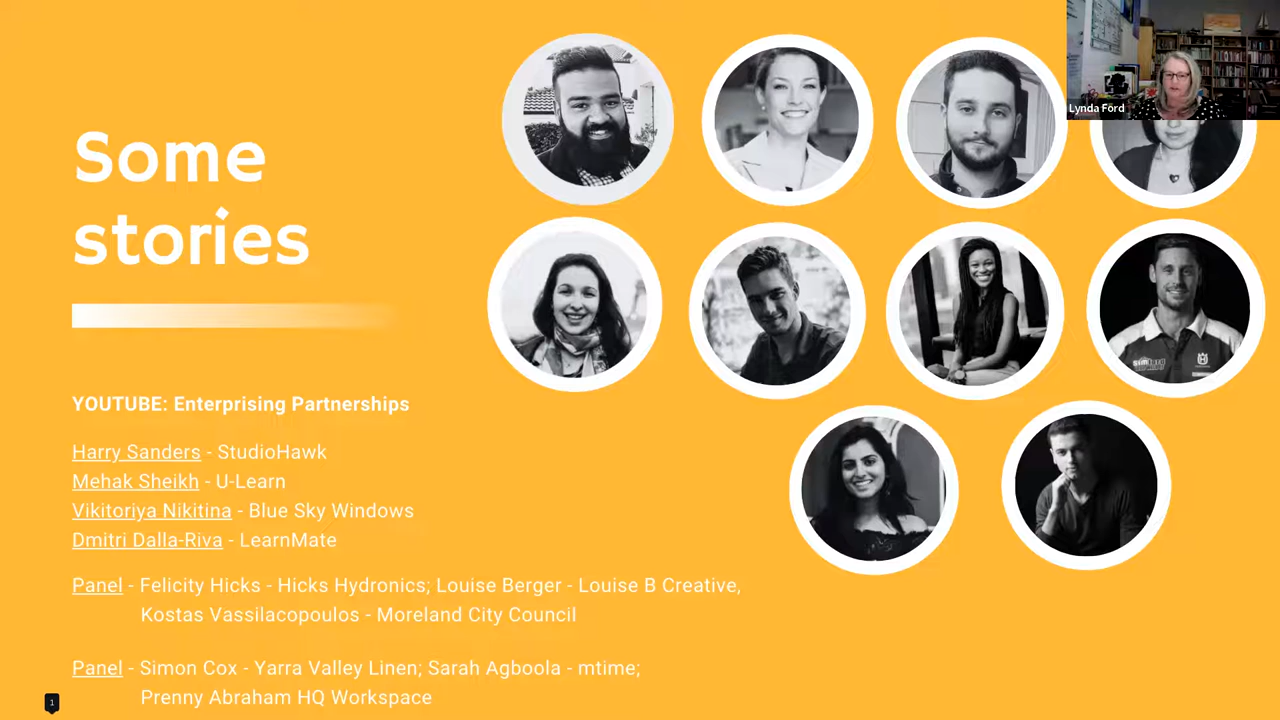 Some
stories
YOUTUBE: Enterprising Partnerships
Harry Sanders - StudioHawk
Mehak Sheikh - U-Learn
Vikitoriya Nikitina - Blue Sky Windows
Dmitri Dalla-Riva - LearnMate
Panel - Felicity Hicks - Hicks Hydronics; Louise Berger - Louise B Creative,
Kostas Vassilacopoulos - Moreland City Council
Panel - Simon Cox - Yarra Valley Linen; Sarah Agboola - mtime;
Prenny Abraham HQ Workspace
1
Lynda Ford